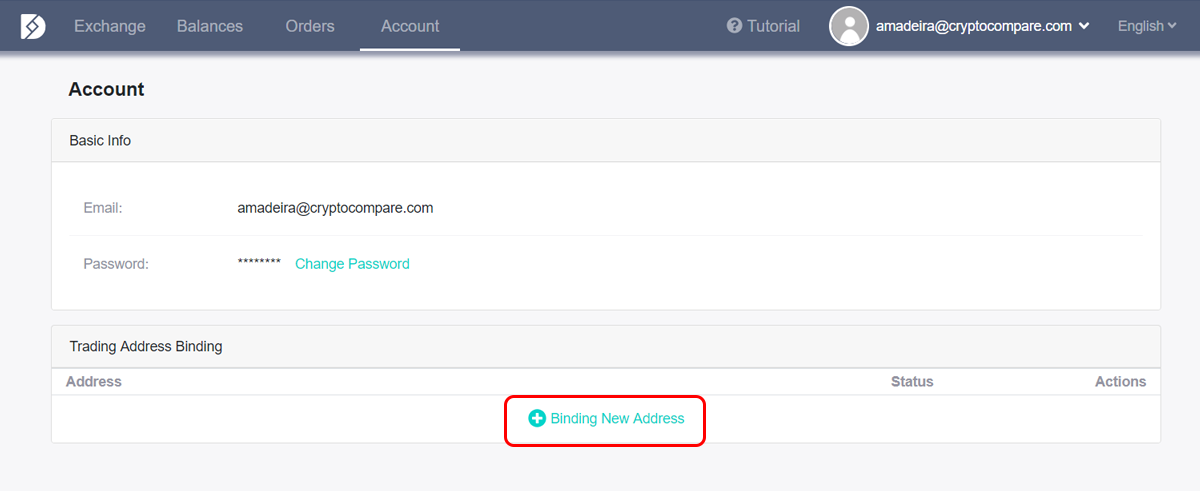 Exchange Balances Orders Account Tutorial amadeira@cryptocompare.com English
Account
Basic Info
Email: amadeira@cryptocompare.com
Password: ******** Change Password
Trading Address Binding
Address Status Actions
Binding New Address